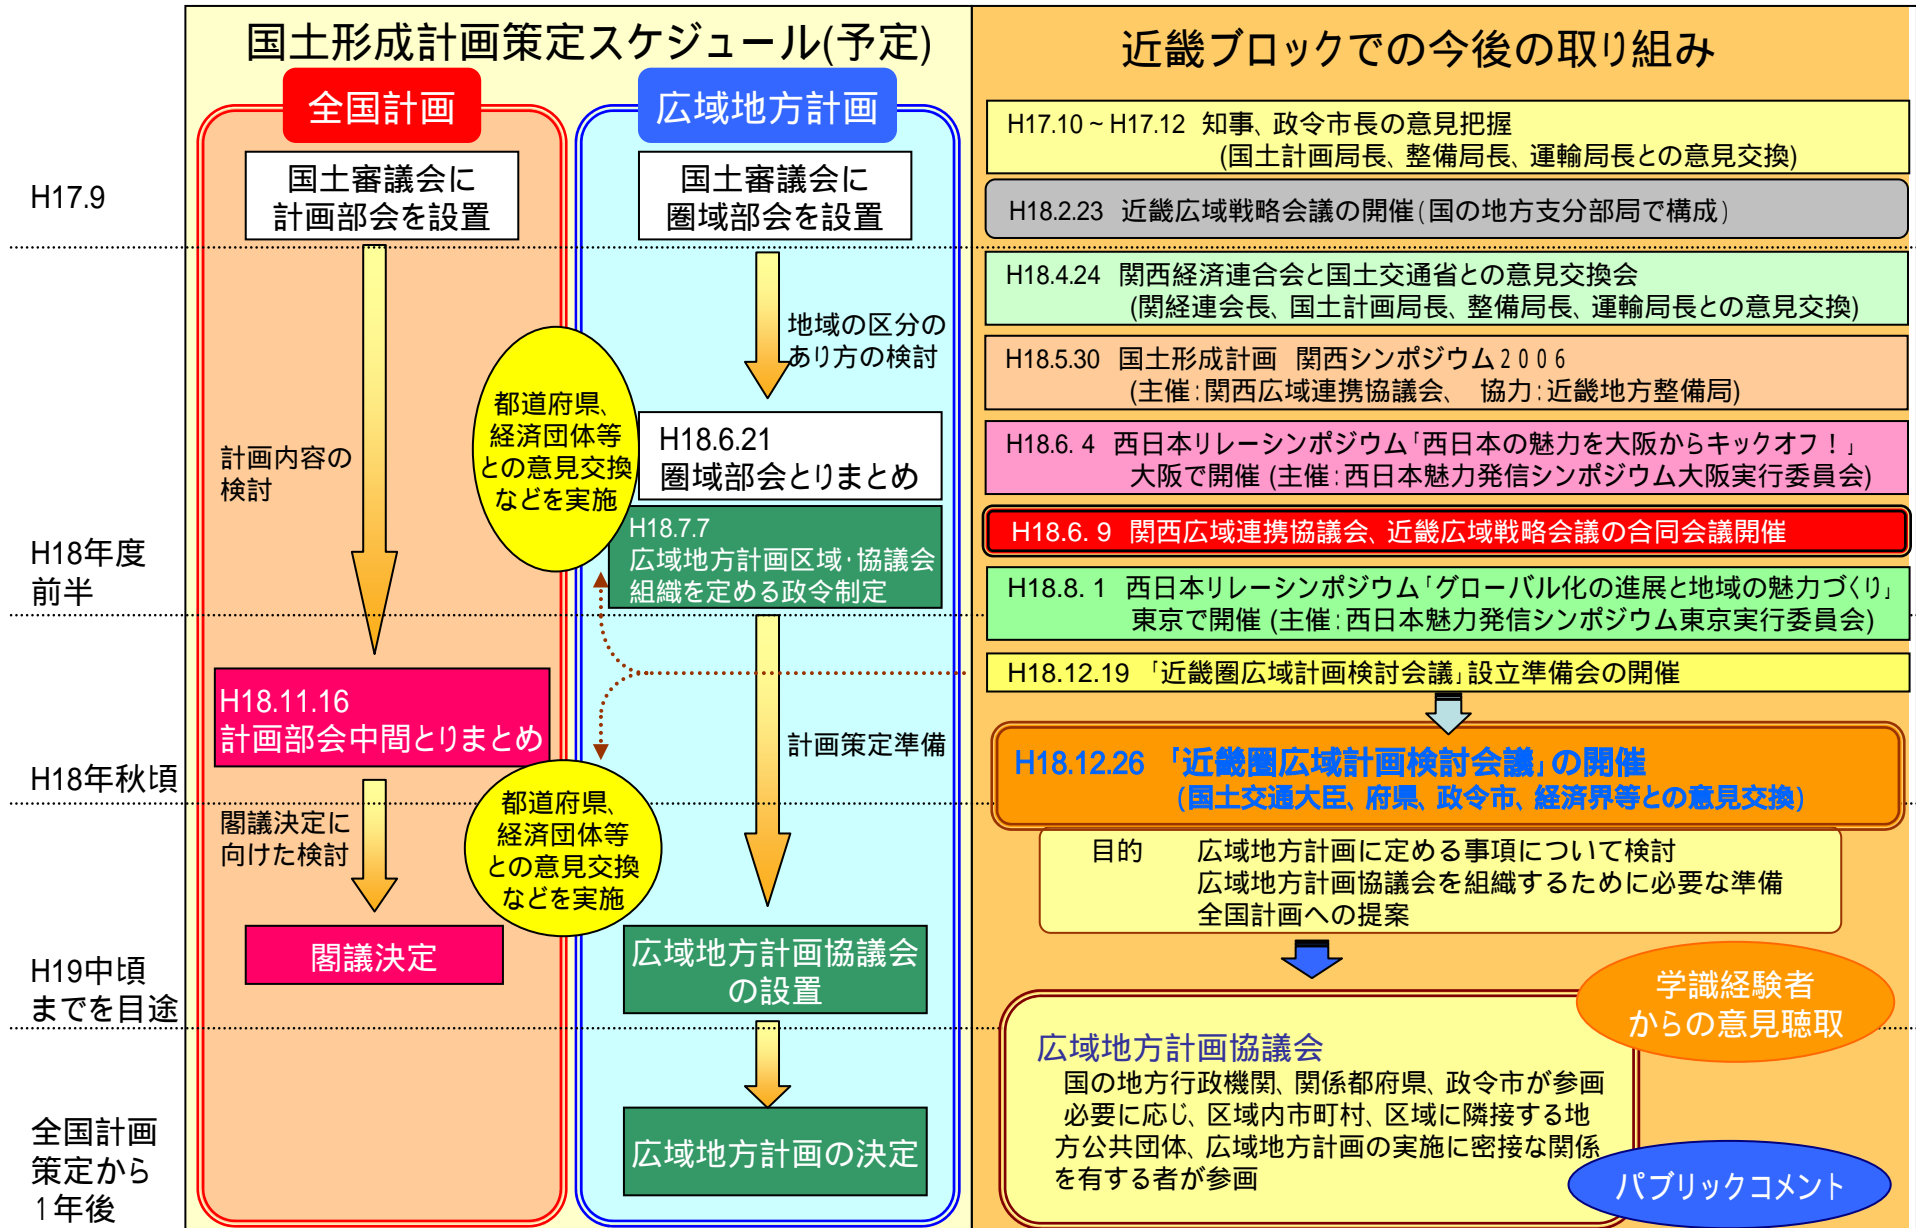 国土形成計画策定スケジュール(予定)
全国計画
広域地方計画
H17.9
国土審議会に
計画部会を設置
国土審議会に
圏域部会を設置
地域の区分の
あり方の検討
都道府県、
経済団体等
との意見交換
などを実施
計画内容の
検討
H18.6.21
圏域部会とりまとめ
H18.7.7
広域地方計画区域・協議会
組織を定める政令制定
H18年度
前半
H18.11.16
計画部会中間とりまとめ
計画策定準備
H18年秋頃
閣議決定に
向けた検討
都道府県、
経済団体等
との意見交換
などを実施
閣議決定
広域地方計画協議会
の設置
H19中頃
までを目途
広域地方計画の決定
全国計画
策定から
1年後
近畿ブロックでの今後の取り組み
H17.10~H17.12 知事、政令市長の意見把握
(国土計画局長、整備局長、運輸局長との意見交換)
H18.2.23 近畿広域戦略会議の開催(国の地方支分部局で構成)
H18.4.24 関西経済連合会と国土交通省との意見交換会
(関経連会長、国土計画局長、整備局長、運輸局長との意見交換)
H18.5.30 国土形成計画 関西シンポジウム2006
(主催:関西広域連携協議会、 協力:近畿地方整備局)
H18.6. 4 西日本リレーシンポジウム「西日本の魅力を大阪からキックオフ!」
大阪で開催 (主催:西日本魅力発信シンポジウム大阪実行委員会)
H18.6. 9 関西広域連携協議会、近畿広域戦略会議の合同会議開催
H18.8. 1 西日本リレーシンポジウム「グローバル化の進展と地域の魅力づくり」
東京で開催 (主催:西日本魅力発信シンポジウム東京実行委員会)
H18.12.19 「近畿圏広域計画検討会議」設立準備会の開催
H18.12.26 「近畿圏広域計画検討会議」の開催
(国土交通大臣、府県、政令市、経済界等との意見交換)
目的 広域地方計画に定める事項について検討
広域地方計画協議会を組織するために必要な準備
全国計画への提案
学識経験者
からの意見聴取
広域地方計画協議会
国の地方行政機関、関係都府県、政令市が参画
必要に応じ、区域内市町村、区域に隣接する地
方公共団体、広域地方計画の実施に密接な関係
を有する者が参画
パブリックコメント